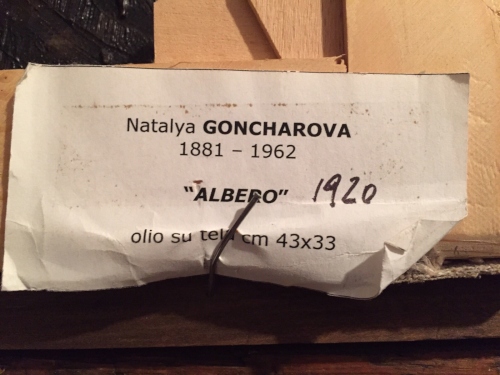 Natalya GONCHAROVA
1881 – 1962
"ALBERO" 1920
olio su tela cm 43x33